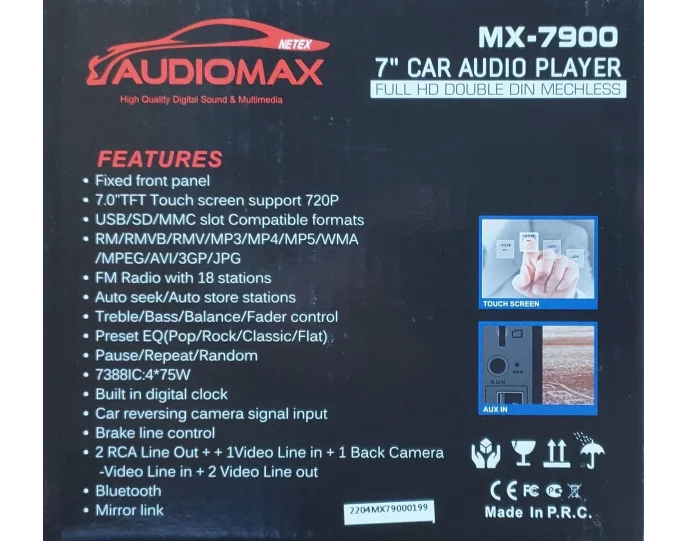 NETEX
AUDIOMAX
High Quality Digital Sound & Multimedia
MX-7900
7" CAR AUDIO PLAYER
FULL HD DOUBLE DIN MECHLESS
FEATURES
• Fixed front panel
• 7.0"TFT Touch screen support 720P
• USB/SD/MMC slot Compatible formats
• RM/RMVB/RMV/MP3/MP4/MP5/WMA
/MPEG/AVI/3GP/JPG
• FM Radio with 18 stations
• Auto seek/Auto store stations
• Treble/Bass/Balance/Fader control
• Preset EQ(Pop/Rock/Classic/Flat)
• Pause/Repeat/Random
• 7388IC:4*75W
• Built in digital clock
• Car reversing camera signal input
• Brake line control
• 2 RCA Line Out + + 1Video Line in + 1 Back Camera
-Video Line in + 2 Video Line out
• Bluetooth
• Mirror link
TOUCH SCREEN
AUX
AUX IN
CE FC
Made In P.R.C.
2204MX79000199